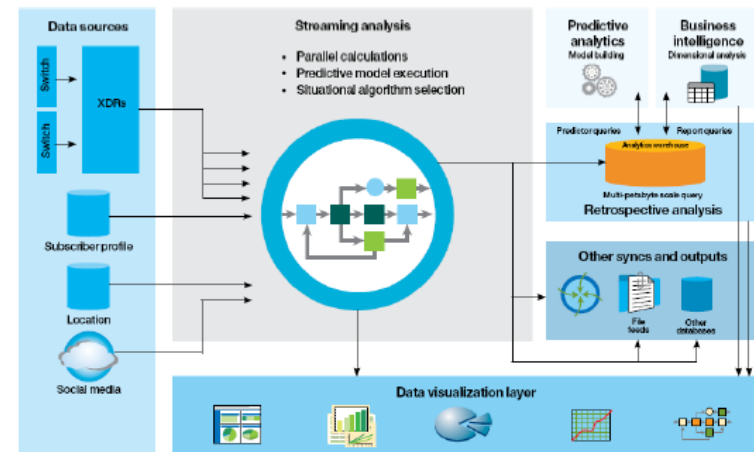 Data sources
Switch
Switch
XDRs
Subscriber profile
Location
Social media
Streaming analysis
• Parallel calculations
• Predictive model execution
• Situational algorithm selection
Predictive
analytics
Model building
Business
intelligence
Dimensional analysis
Predictor queries
Report queries
Analytics warehouse
Multi-petabyte scale query
Retrospective analysis
Other syncs and outputs
File
feeds
Other
databases
Data visualization layer